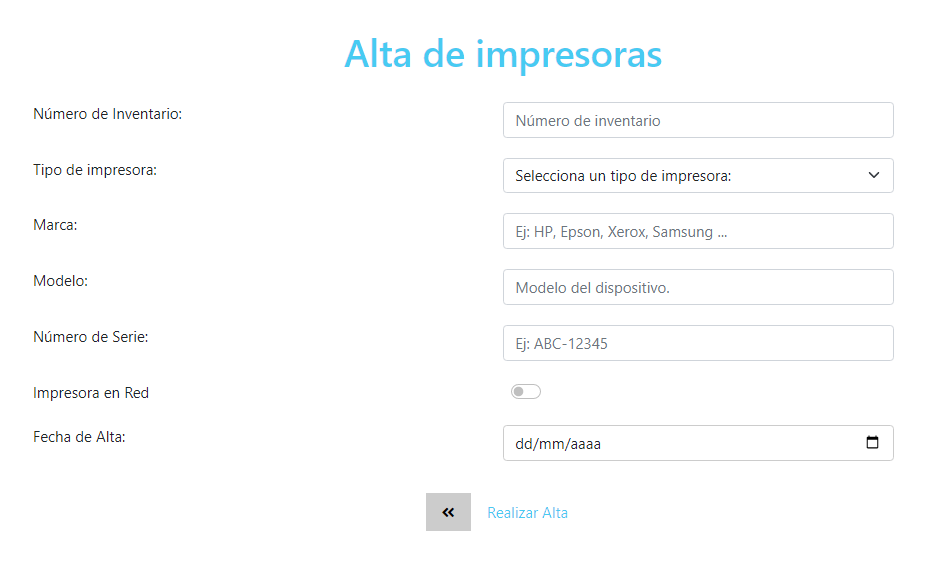 Alta de impresoras
Número de Inventario:
Número de inventario
Tipo de impresora:
Selecciona un tipo de impresora:
Marca:
Ej: HP, Epson, Xerox, Samsung ...
Modelo:
Modelo del dispositivo.
Número de Serie:
Ej: ABC-12345
Impresora en Red
Fecha de Alta:
dd/mm/aaaa
Realizar Alta